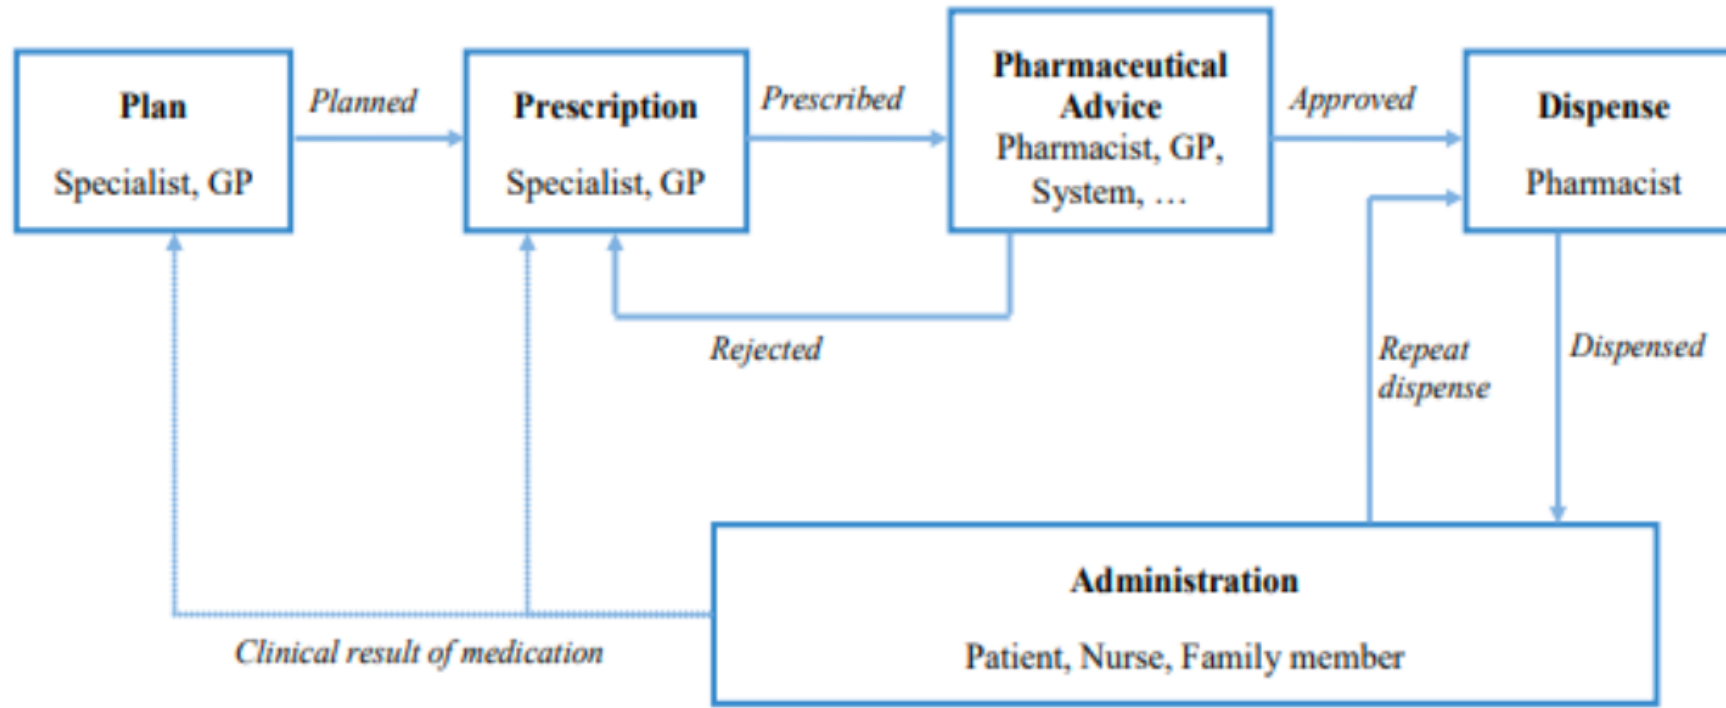 Plan
Specialist, GP
Planned
Prescription
Specialist, GP
Prescribed
Pharmaceutical
Advice
Pharmacist, GP,
System, …
Approved
Dispense
Pharmacist
Rejected
Repeat
dispense
Dispensed
Administration
Patient, Nurse, Family member
Clinical result of medication